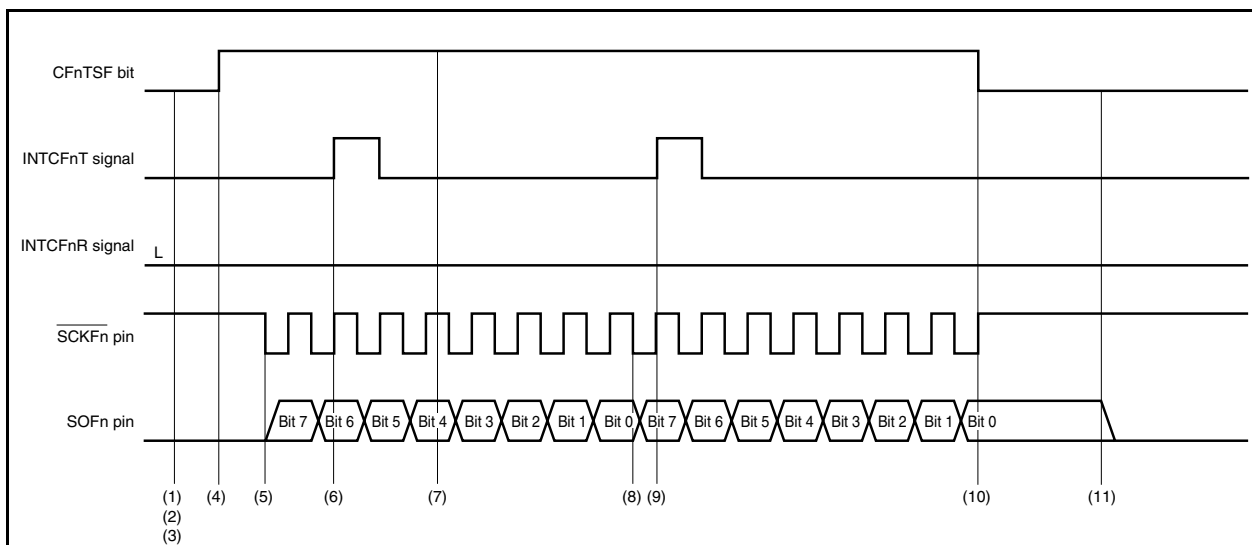 CFnTSF bit
INTCFnT signal
INTCFnR signal
L
SCKFn pin
SOFn pin
Bit 7 Bit 6 Bit 5 Bit 4 Bit 3 Bit 2 Bit 1 Bit 0 Bit 7 Bit 6 Bit 5 Bit 4 Bit 3 Bit 2 Bit 1 Bit 0
(1) (4) (5) (6) (7) (8) (9) (10) (11)
(2)
(3)